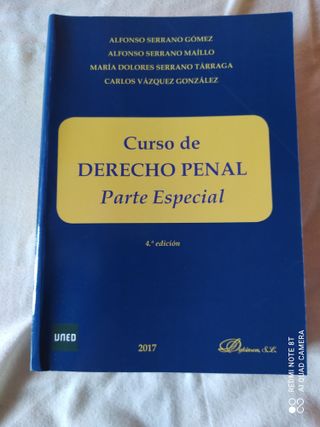 ALFONSO SERRANO GÓMEZ
ALFONSO SERRANO MAÍLLO
MARÍA DOLORES SERRANO TÁRRAGA
CARLOS VÁZQUEZ GONZÁLEZ
Curso de
DERECHO PENAL
Parte Especial
4.ª edición
UNED
2017
Dykinson, S.L.
REDMI NOTE 8T
AI QUAD CAMERA